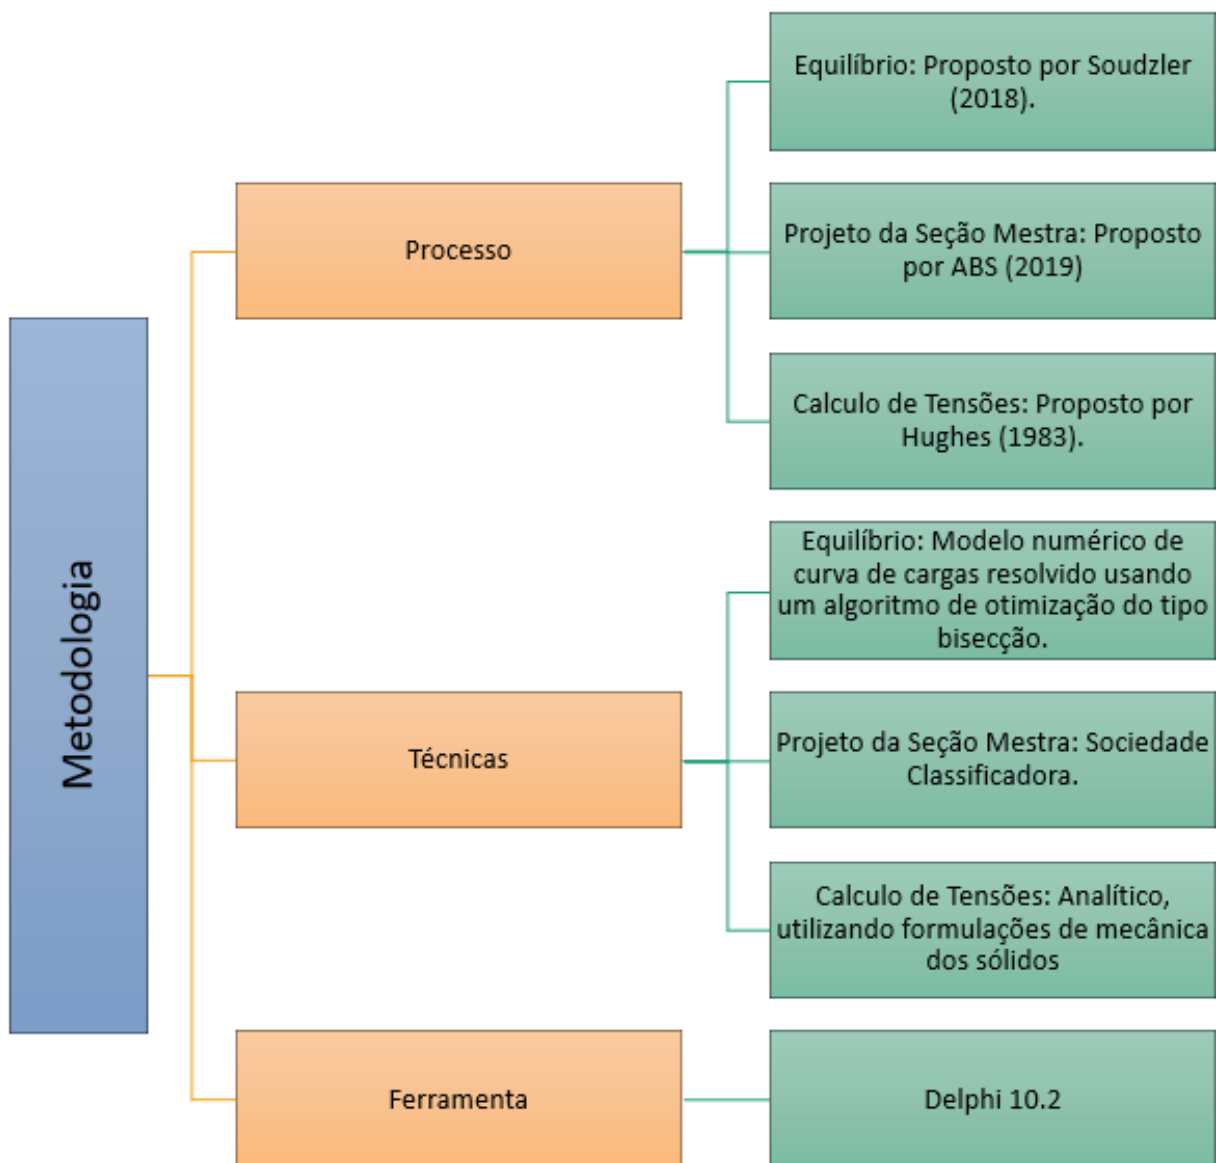 Metodologia
Processo
Equilíbrio: Proposto por Soudzler
(2018).
Projeto da Seção Mestra: Proposto
por ABS (2019)
Calculo de Tensões: Proposto por
Hughes (1983).
Técnicas
Equilíbrio: Modelo numérico de
curva de cargas resolvido usando
um algoritmo de otimização do tipo
bisecção.
Projeto da Seção Mestra: Sociedade
Classificadora.
Calculo de Tensões: Analítico,
utilizando formulações de mecânica
dos sólidos
Ferramenta
Delphi 10.2